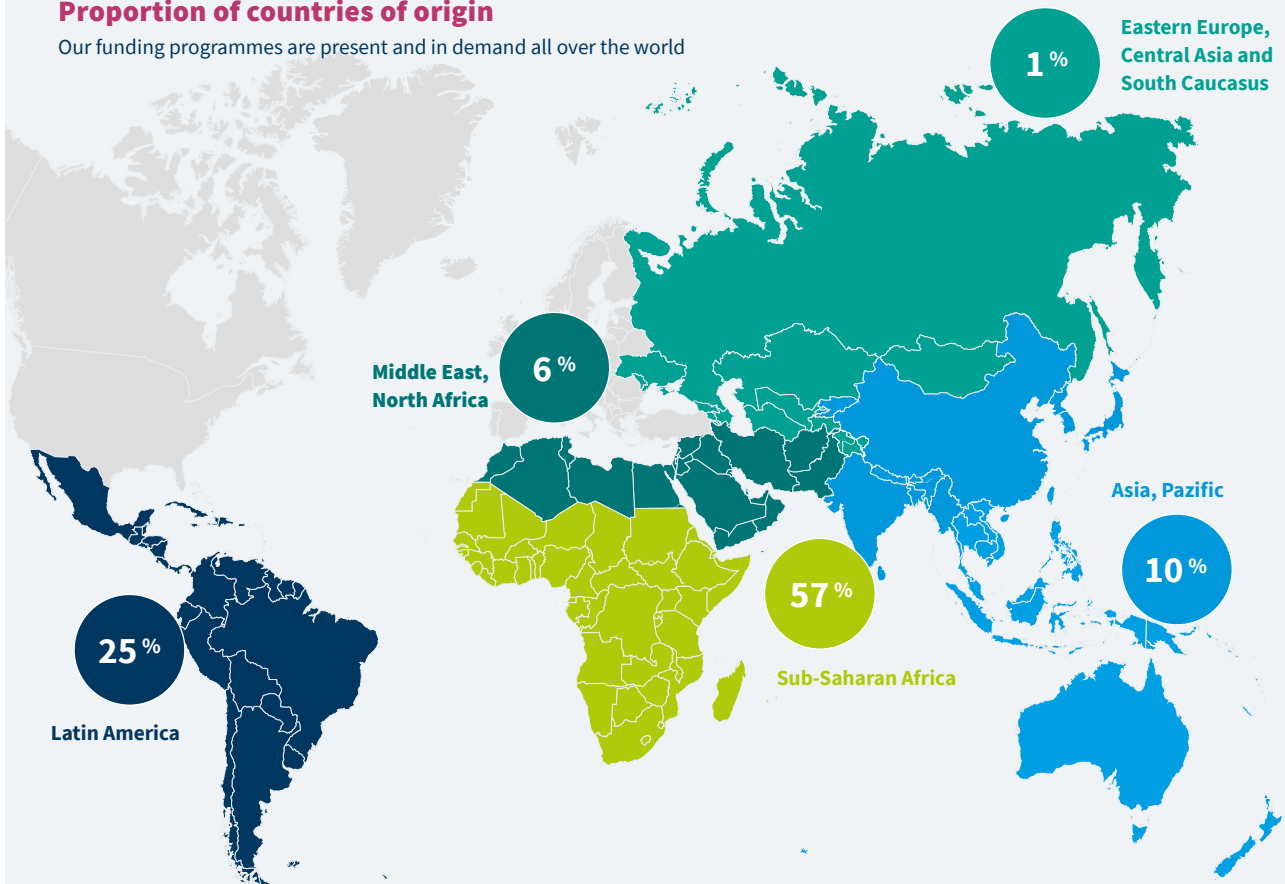 Proportion of countries of origin
Our funding programmes are present and in demand all over the world
1 %
Eastern Europe,
Central Asia and
South Caucasus
Middle East,
North Africa
6 %
Asia, Pazific
10 %
57 %
Sub-Saharan Africa
25 %
Latin America